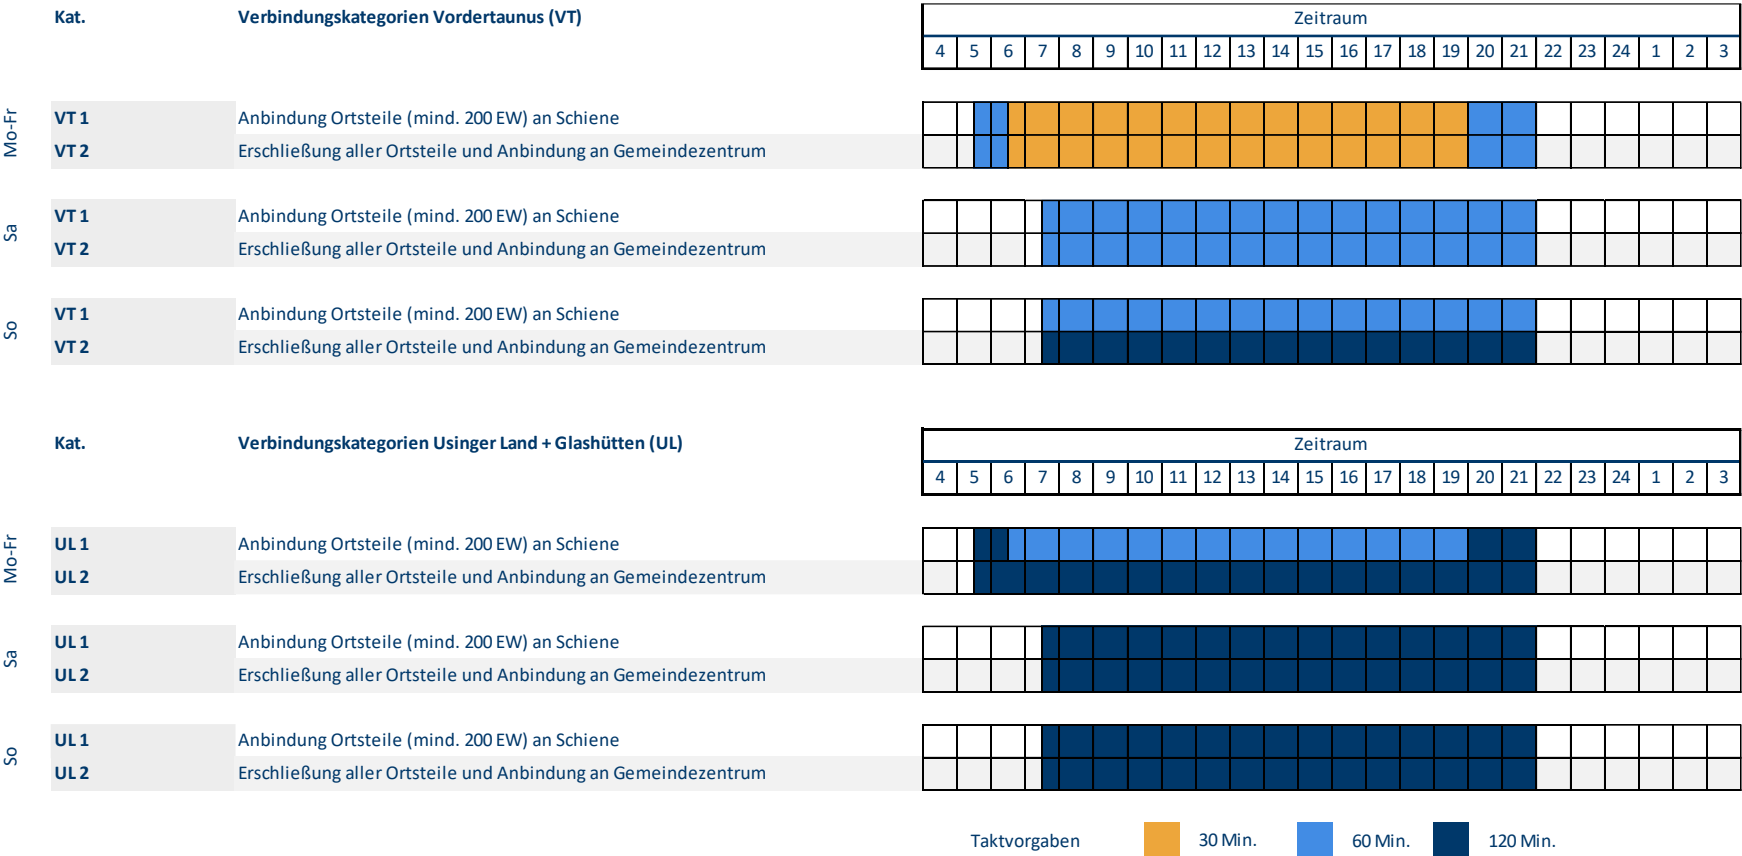 Kat. Verbindungskategorien Vordertaunus (VT) Zeitraum
4 5 6 7 8 9 10 11 12 13 14 15 16 17 18 19 20 21 22 23 24 1 2 3
Mo-Fr
VT 1 Anbindung Ortsteile (mind. 200 EW) an Schiene
VT 2 Erschließung aller Ortsteile und Anbindung an Gemeindezentrum
Sa
VT 1 Anbindung Ortsteile (mind. 200 EW) an Schiene
VT 2 Erschließung aller Ortsteile und Anbindung an Gemeindezentrum
So
VT 1 Anbindung Ortsteile (mind. 200 EW) an Schiene
VT 2 Erschließung aller Ortsteile und Anbindung an Gemeindezentrum
Kat. Verbindungskategorien Usinger Land + Glashütten (UL) Zeitraum
4 5 6 7 8 9 10 11 12 13 14 15 16 17 18 19 20 21 22 23 24 1 2 3
Mo-Fr
UL 1 Anbindung Ortsteile (mind. 200 EW) an Schiene
UL 2 Erschließung aller Ortsteile und Anbindung an Gemeindezentrum
Sa
UL 1 Anbindung Ortsteile (mind. 200 EW) an Schiene
UL 2 Erschließung aller Ortsteile und Anbindung an Gemeindezentrum
So
UL 1 Anbindung Ortsteile (mind. 200 EW) an Schiene
UL 2 Erschließung aller Ortsteile und Anbindung an Gemeindezentrum
Taktvorgaben 30 Min. 60 Min. 120 Min.